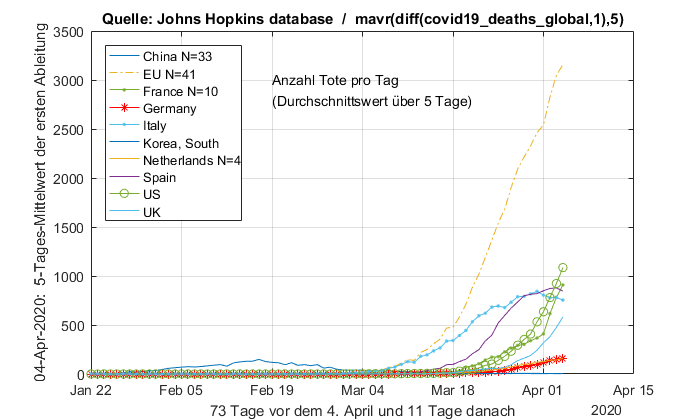 Quelle: Johns Hopkins database / mavr(diff(covid19_deaths_global,1),5)
04-Apr-2020: 5-Tages-Mittelwert der ersten Ableitung
3500
3000
2500
2000
1500
1000
500
0
China N=33
EU N=41
France N=10
Germany
Italy
Korea, South
Netherlands N=4
Spain
US
UK
Anzahl Tote pro Tag
(Durchschnittswert über 5 Tage)
Jan 22 Feb 05 Feb 19 Mar 04 Mar 18 Apr 01 Apr 15
73 Tage vor dem 4. April und 11 Tage danach
2020